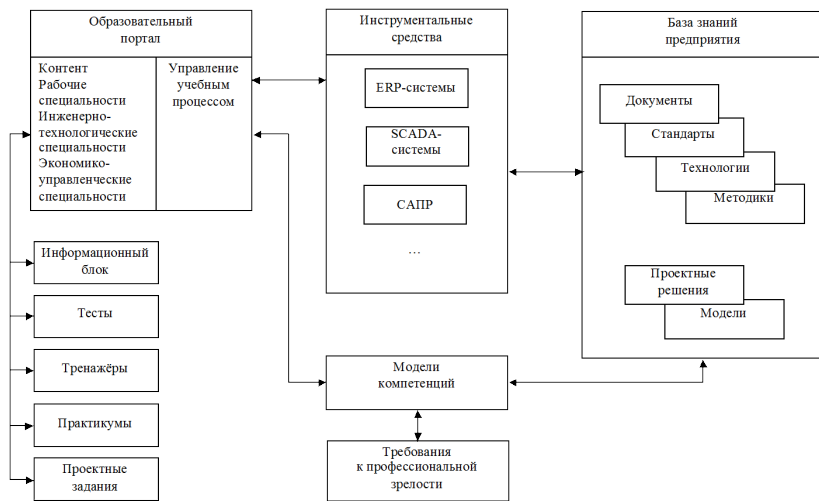 Образовательный
портал
Контент
Рабочие
специальности
Инженерно-
технологические
специальности
Экономико-
управленческие
специальности
Управление
учебным
процессом
Инструментальные
средства
ERP-системы
SCADA-
системы
САПР
...
База знаний
предприятия
Документы
Стандарты
Технологии
Методики
Проектные
решения
Модели
Информационный
блок
Тесты
Тренажёры
Практикумы
Проектные
задания
Модели
компетенций
Требования
к профессиональной
зрелости